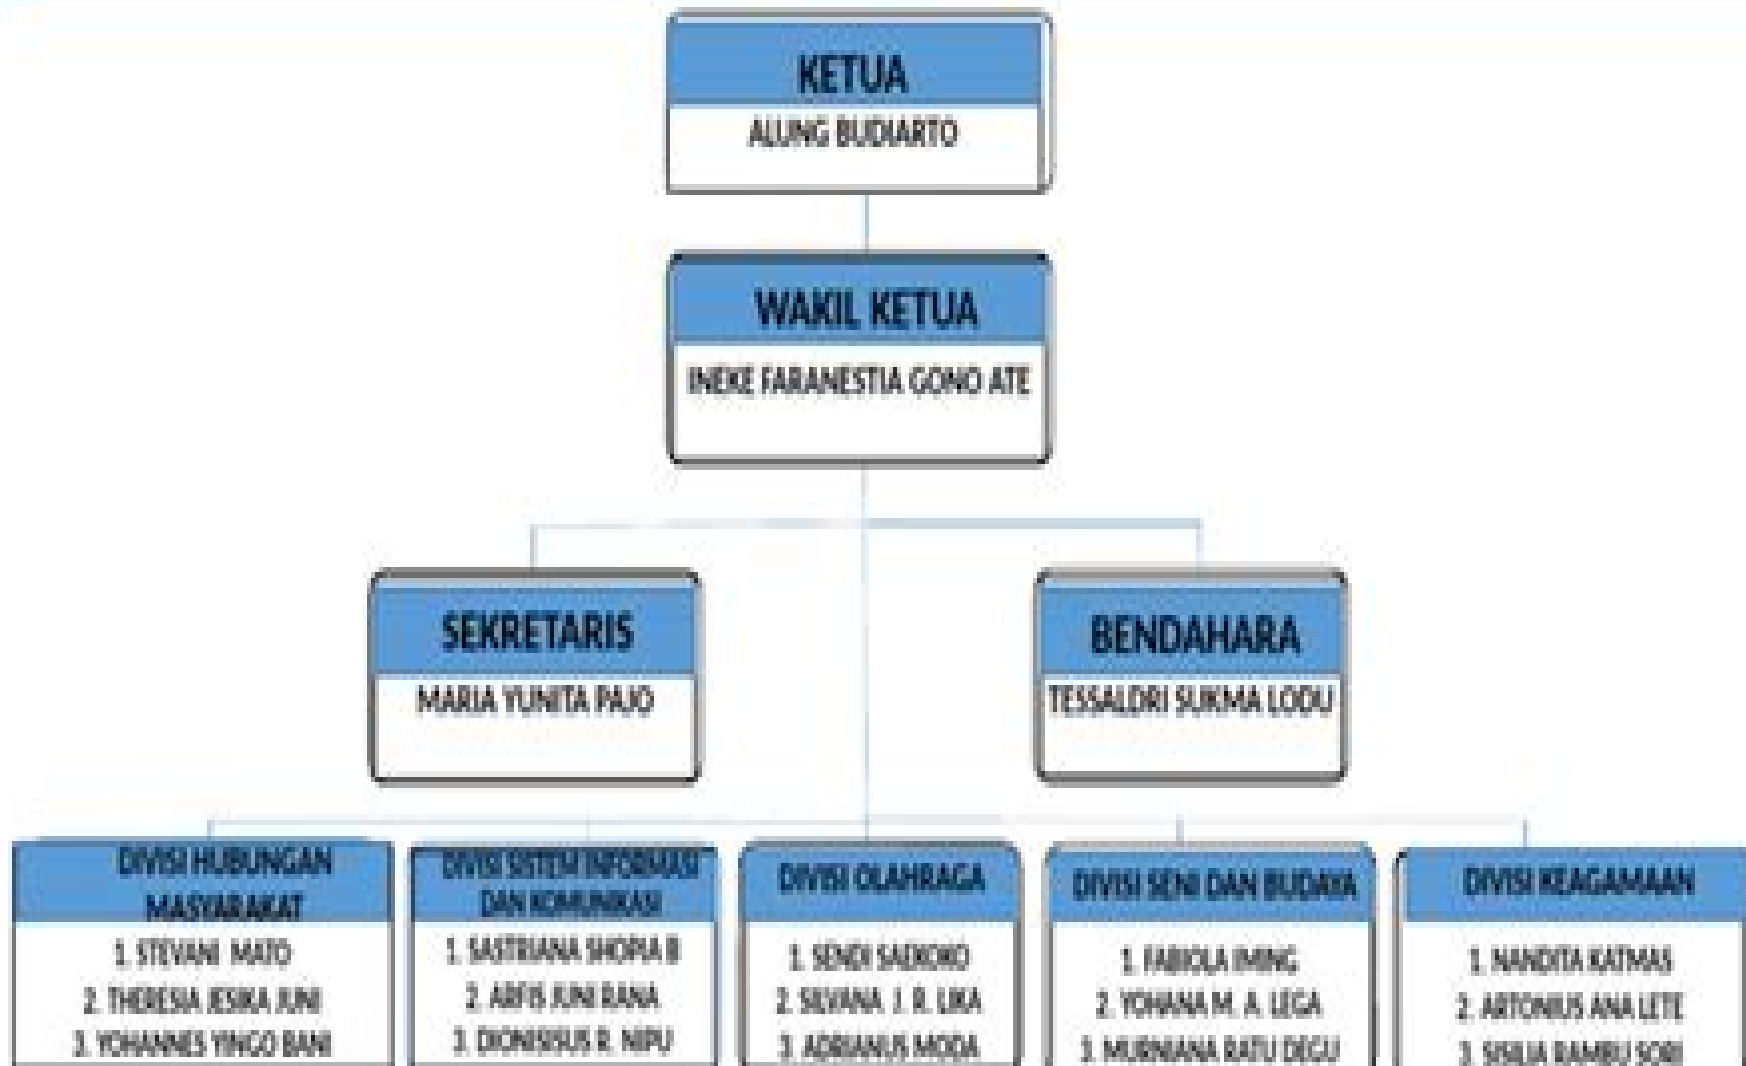 KETUA
ALUNG BUDIARTO
WAKIL KETUA
INEKE FARANESTIA GONO ATE
SEKRETARIS
MARIA YUNITA PAJO
BENDAHARA
TESSALDRI SUKMA LODU
DIVISI HUBUNGAN
MASYARAKAT
1. STEVANI MATO
2. THERESIA JESIKA JUNI
3. YOHANNES YINGO BANI
DIVISI SISTEM INFORMASI
DAN KOMUNIKASI
1. SASTRIANA SHOPIA B
2. ARFIS JUNI RANA
3. DIONISISUS R. NIPU
DIVISI OLAHRAGA
1. SENDI SAEKOKO
2. SILVANA J. R. LIKA
3. ADRIANUS MODA
DIVISI SENI DAN BUDAYA
1. FABIOLA IMING
2. YOHANA M. A. LEGA
3. MURNIANA RATU DEGU
DIVISI KEAGAMAAN
1. NANDITA KATMAS
2. ARTONIUS ANA LETE
3. SISILIA RAMBU SORI